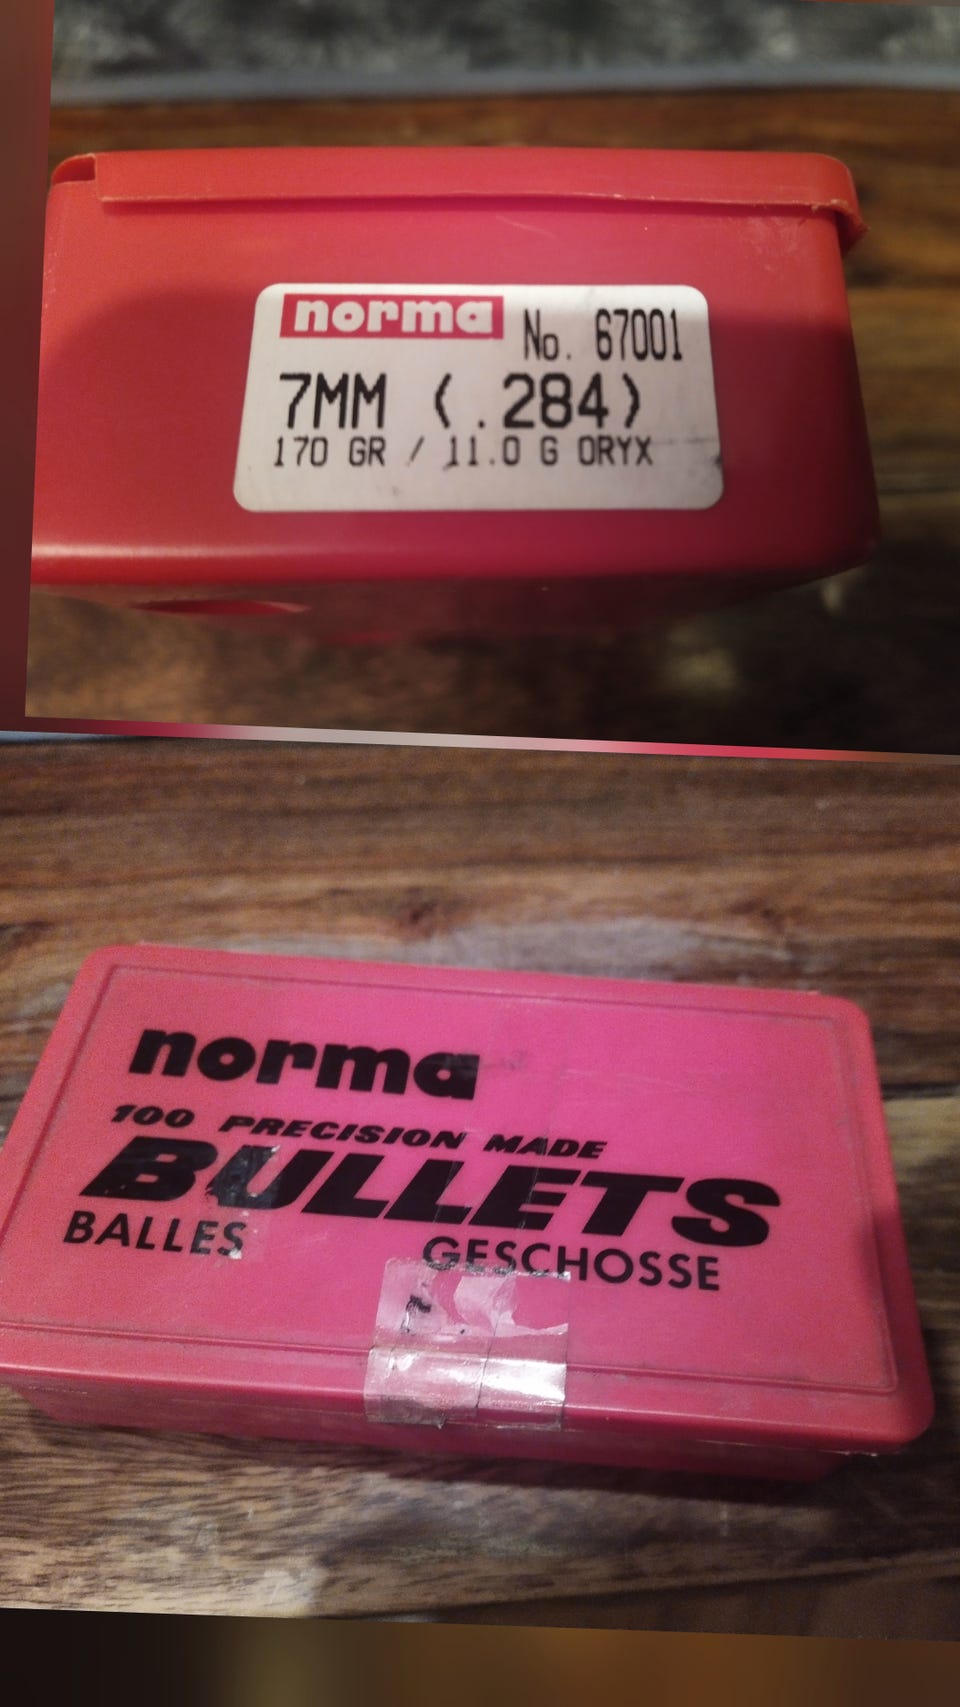 norma
No. 67001
7MM ( .284)
170 GR / 11.0 G ORYX
norma
100 PRECISION MADE
BULLETS
BALLES GESCHOSSE